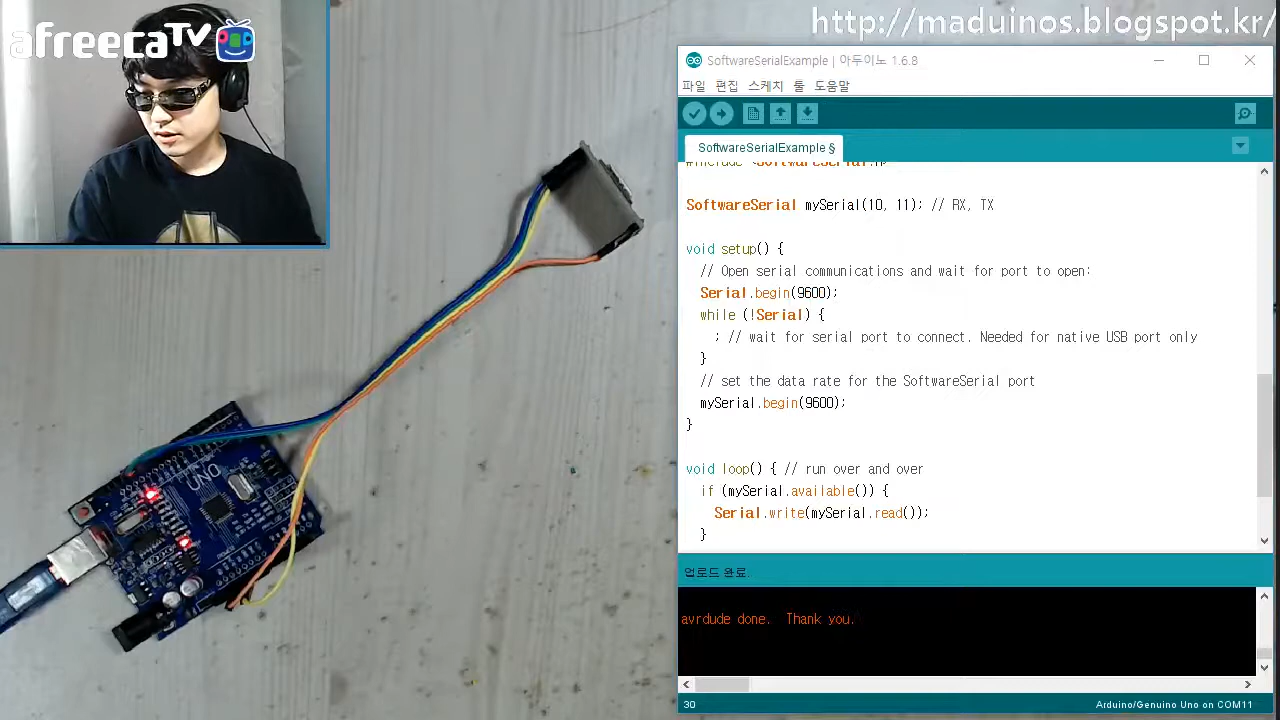 afreecaTV
http://maduinos.blogspot.kr/
SoftwareSerialExample | 아두이노 1.6.8
파일 편집 스케치 툴 도움말
SoftwareSerialExample §
#include <SoftwareSerial.h>
SoftwareSerial mySerial(10, 11); // RX, TX
void setup() {
// Open serial communications and wait for port to open:
Serial.begin(9600);
while (!Serial) {
; // wait for serial port to connect. Needed for native USB port only
}
// set the data rate for the SoftwareSerial port
mySerial.begin(9600);
}
void loop() { // run over and over
if (mySerial.available()) {
Serial.write(mySerial.read());
}
업로드 완료.
avrdude done.  Thank you.
30
Arduino/Genuino Uno on COM11
UNO